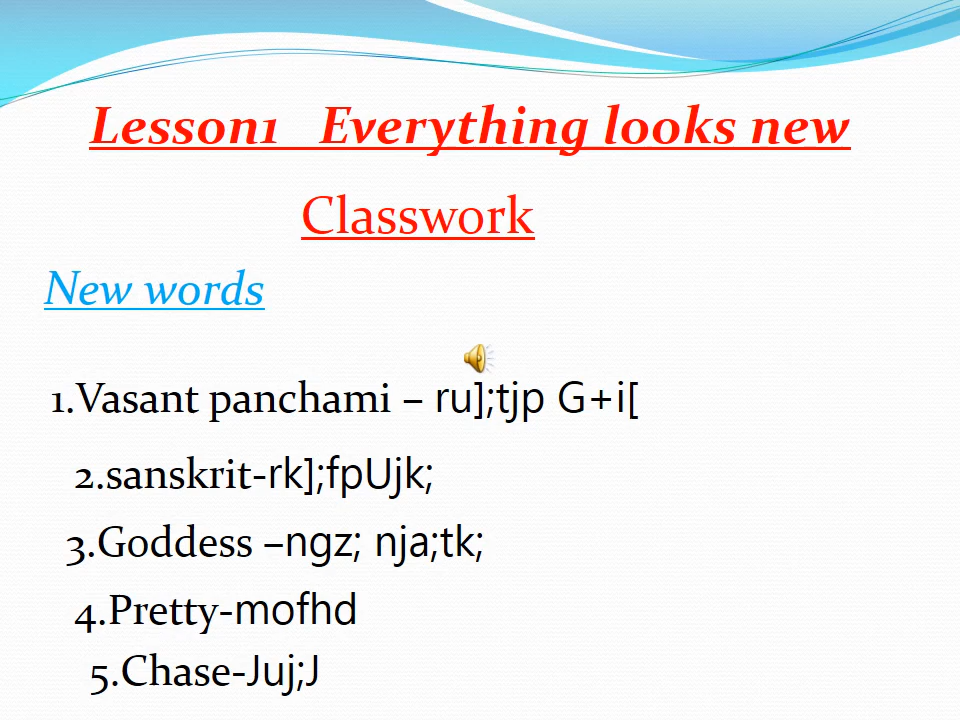 Lesson1 Everything looks new
Classwork
New words
1.Vasant panchami – ru];tjp G+i[
2.sanskrit-rk];fpUjk;
3.Goddess –ngz; nja;tk;
4.Pretty-mofhd
5.Chase-Juj;J